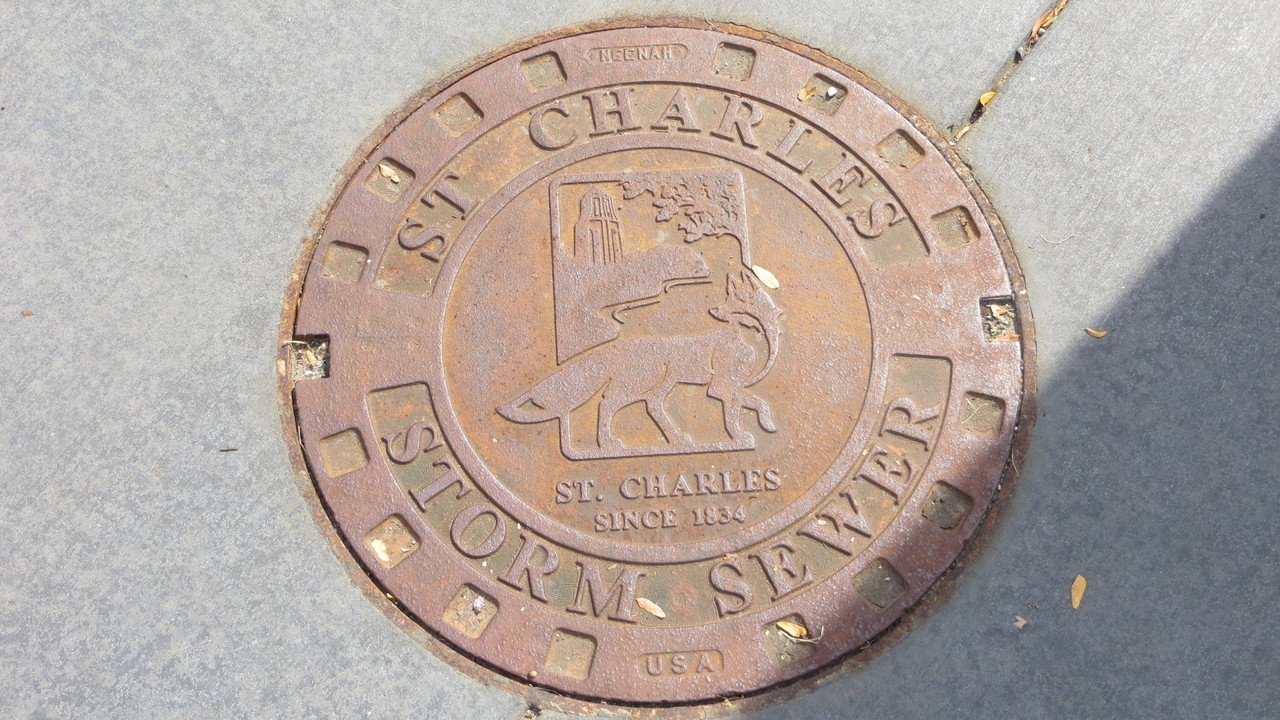 NEENAH
ST CHARLES
ST. CHARLES
SINCE 1834
STORM SEWER
USA